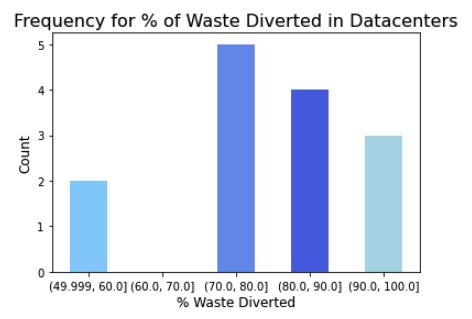 Frequency for % of Waste Diverted in Datacenters
5
4
3
2
1
0
Count
(49.999, 60.0] (60.0, 70.0] (70.0, 80.0] (80.0, 90.0] (90.0, 100.0]
% Waste Diverted